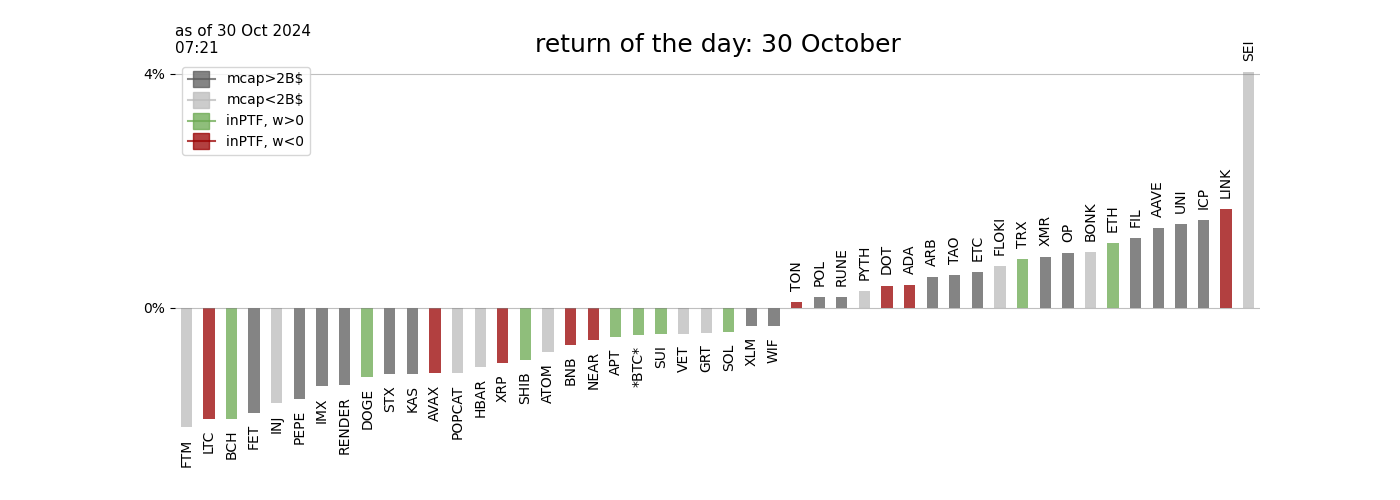 as of 30 Oct 2024
07:21
return of the day: 30 October
4%
0%
mcap>2B$
mcap<2B$
inPTF, w>0
inPTF, w<0
FTM
LTC
BCH
FET
INJ
PEPE
IMX
RENDER
DOGE
STX
KAS
AVAX
POPCAT
HBAR
XRP
SHIB
ATOM
BNB
NEAR
APT
*BTC*
SUI
VET
GRT
SOL
XLM
WIF
TON
POL
RUNE
PYTH
DOT
ADA
ARB
TAO
ETC
FLOKI
TRX
XMR
OP
BONK
ETH
FIL
AAVE
UNI
ICP
LINK
SEI